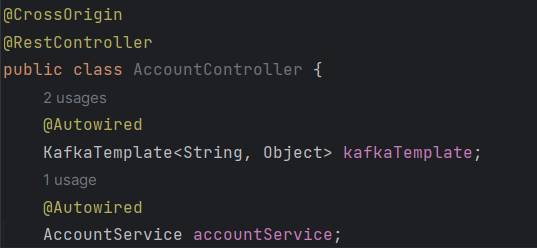 @CrossOrigin
@RestController
public class AccountController {
2 usages
@Autowired
KafkaTemplate<String, Object> kafkaTemplate;
1 usage
@Autowired
AccountService accountService;